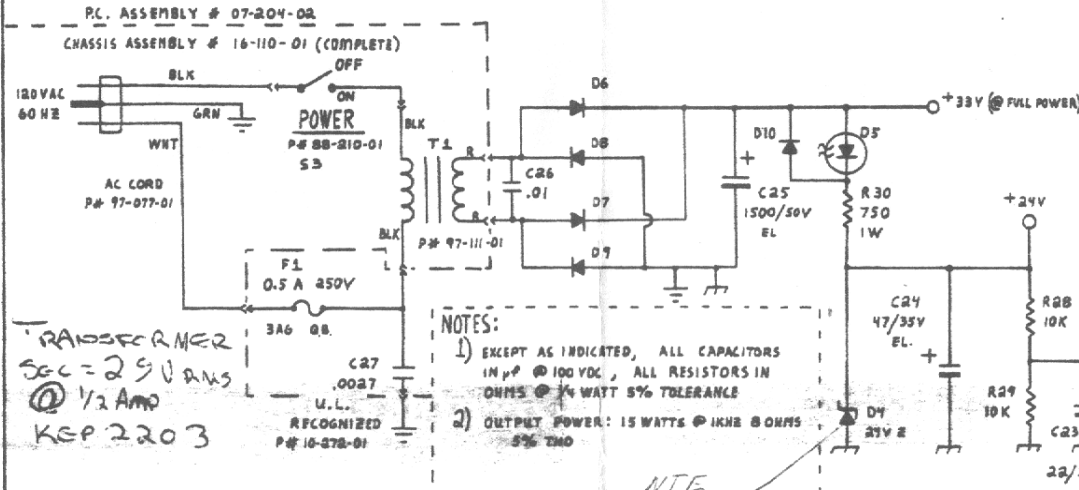 P.C. ASSEMBLY # 07-204-02
CHASSIS ASSEMBLY # 16-110-01 (COMPLETE)
120VAC
60 HZ
BLK
GRN
WHT
OFF
ON
POWER
P# 88-210-01
S3
AC CORD
P# 97-077-01
BLK
T1
R
R
BLK
P# 97-111-01
C26
.01
D6
D8
D7
D9
C25
1500/50V
EL
D10
D5
R30
750
1W
+33V (@ FULL POWER)
+24V
F1
0.5 A 250V
3AG
C27
.0027
U.L.
RECOGNIZED
P# 10-272-01
TRANSFORMER
SEC = 29 V RMS
@ 1/2 AMP
KEP 2203
NOTES:
1) EXCEPT AS INDICATED, ALL CAPACITORS
IN µF @ 100 VDC, ALL RESISTORS IN
OHMS @ 1/4 WATT 5% TOLERANCE
2) OUTPUT POWER: 15 WATTS @ 1KHZ 8 OHMS
5% THD
C24
47/35V
EL.
R28
10K
R29
10K
D4
Z
C23
22/
NTE